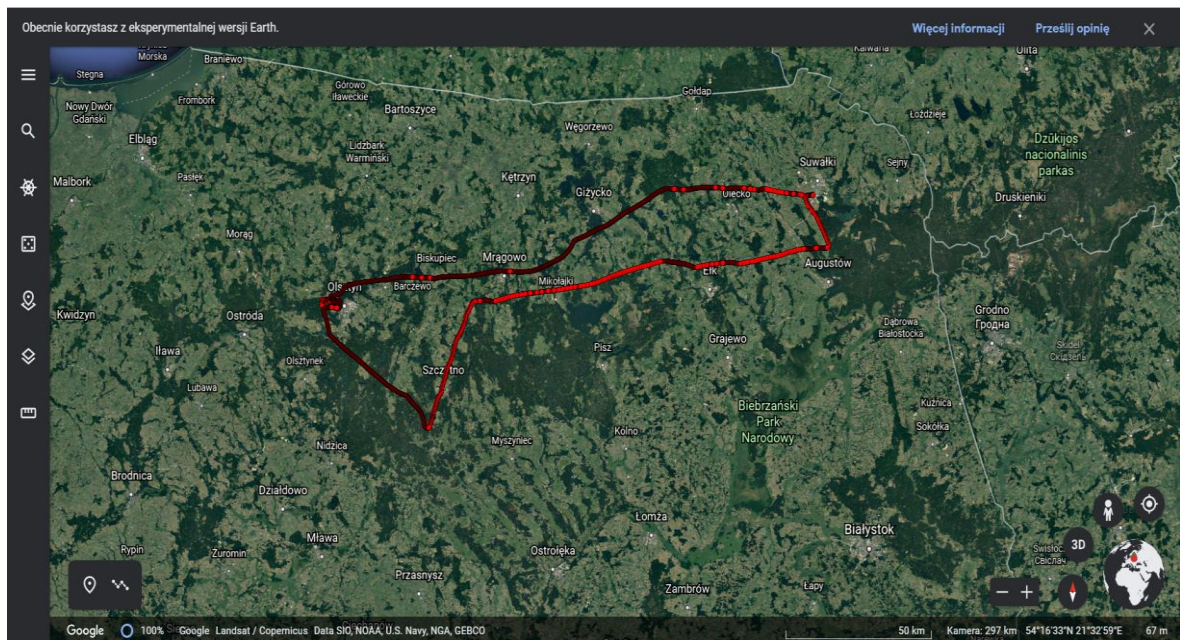 Obecnie korzystasz z eksperymentalnej wersji Earth.
Więcej informacji
Prześlij opinię
Morska
Braniewo
Kalwaria
Stegna
Gołdap
Górowo
Iławeckie
Frombork
Nowy Dwór
Gdański
Bartoszyce
Łoździeje
Węgorzewo
Elbląg
Dzūkijos
nacionalinis
parkas
Lidzbark
Warmiński
Suwałki
Sejny
Malbork
Pasłęk
Kętrzyn
Giżycko
Olecko
Druskieniki
Morąg
Biskupiec
Mrągowo
Augustów
Ełk
Mikołajki
Olsztyn
Barczewo
Kwidzyn
Ostróda
Grodno
Гродна
Dąbrowa
Białostocka
Grajewo
Skidel
Скідзель
Iława
Olsztynek
Pisz
Szczytno
Lubawa
Biebrzański
Park
Narodowy
Kuźnica
Sokółka
Kolno
Myszyniec
Nidzica
Brodnica
Działdowo
Łomża
Białystok
Mława
3D
Rypin
Żuromin
Ostrołęka
Свіслач
Przasnysz
Zambrów
Łapy
Google
100%
Google Landsat / Copernicus Data SIO, NOAA, U.S. Navy, NGA, GEBCO
50 km
Kamera: 297 km 54°16'33"N 21°32'59"E
67 m